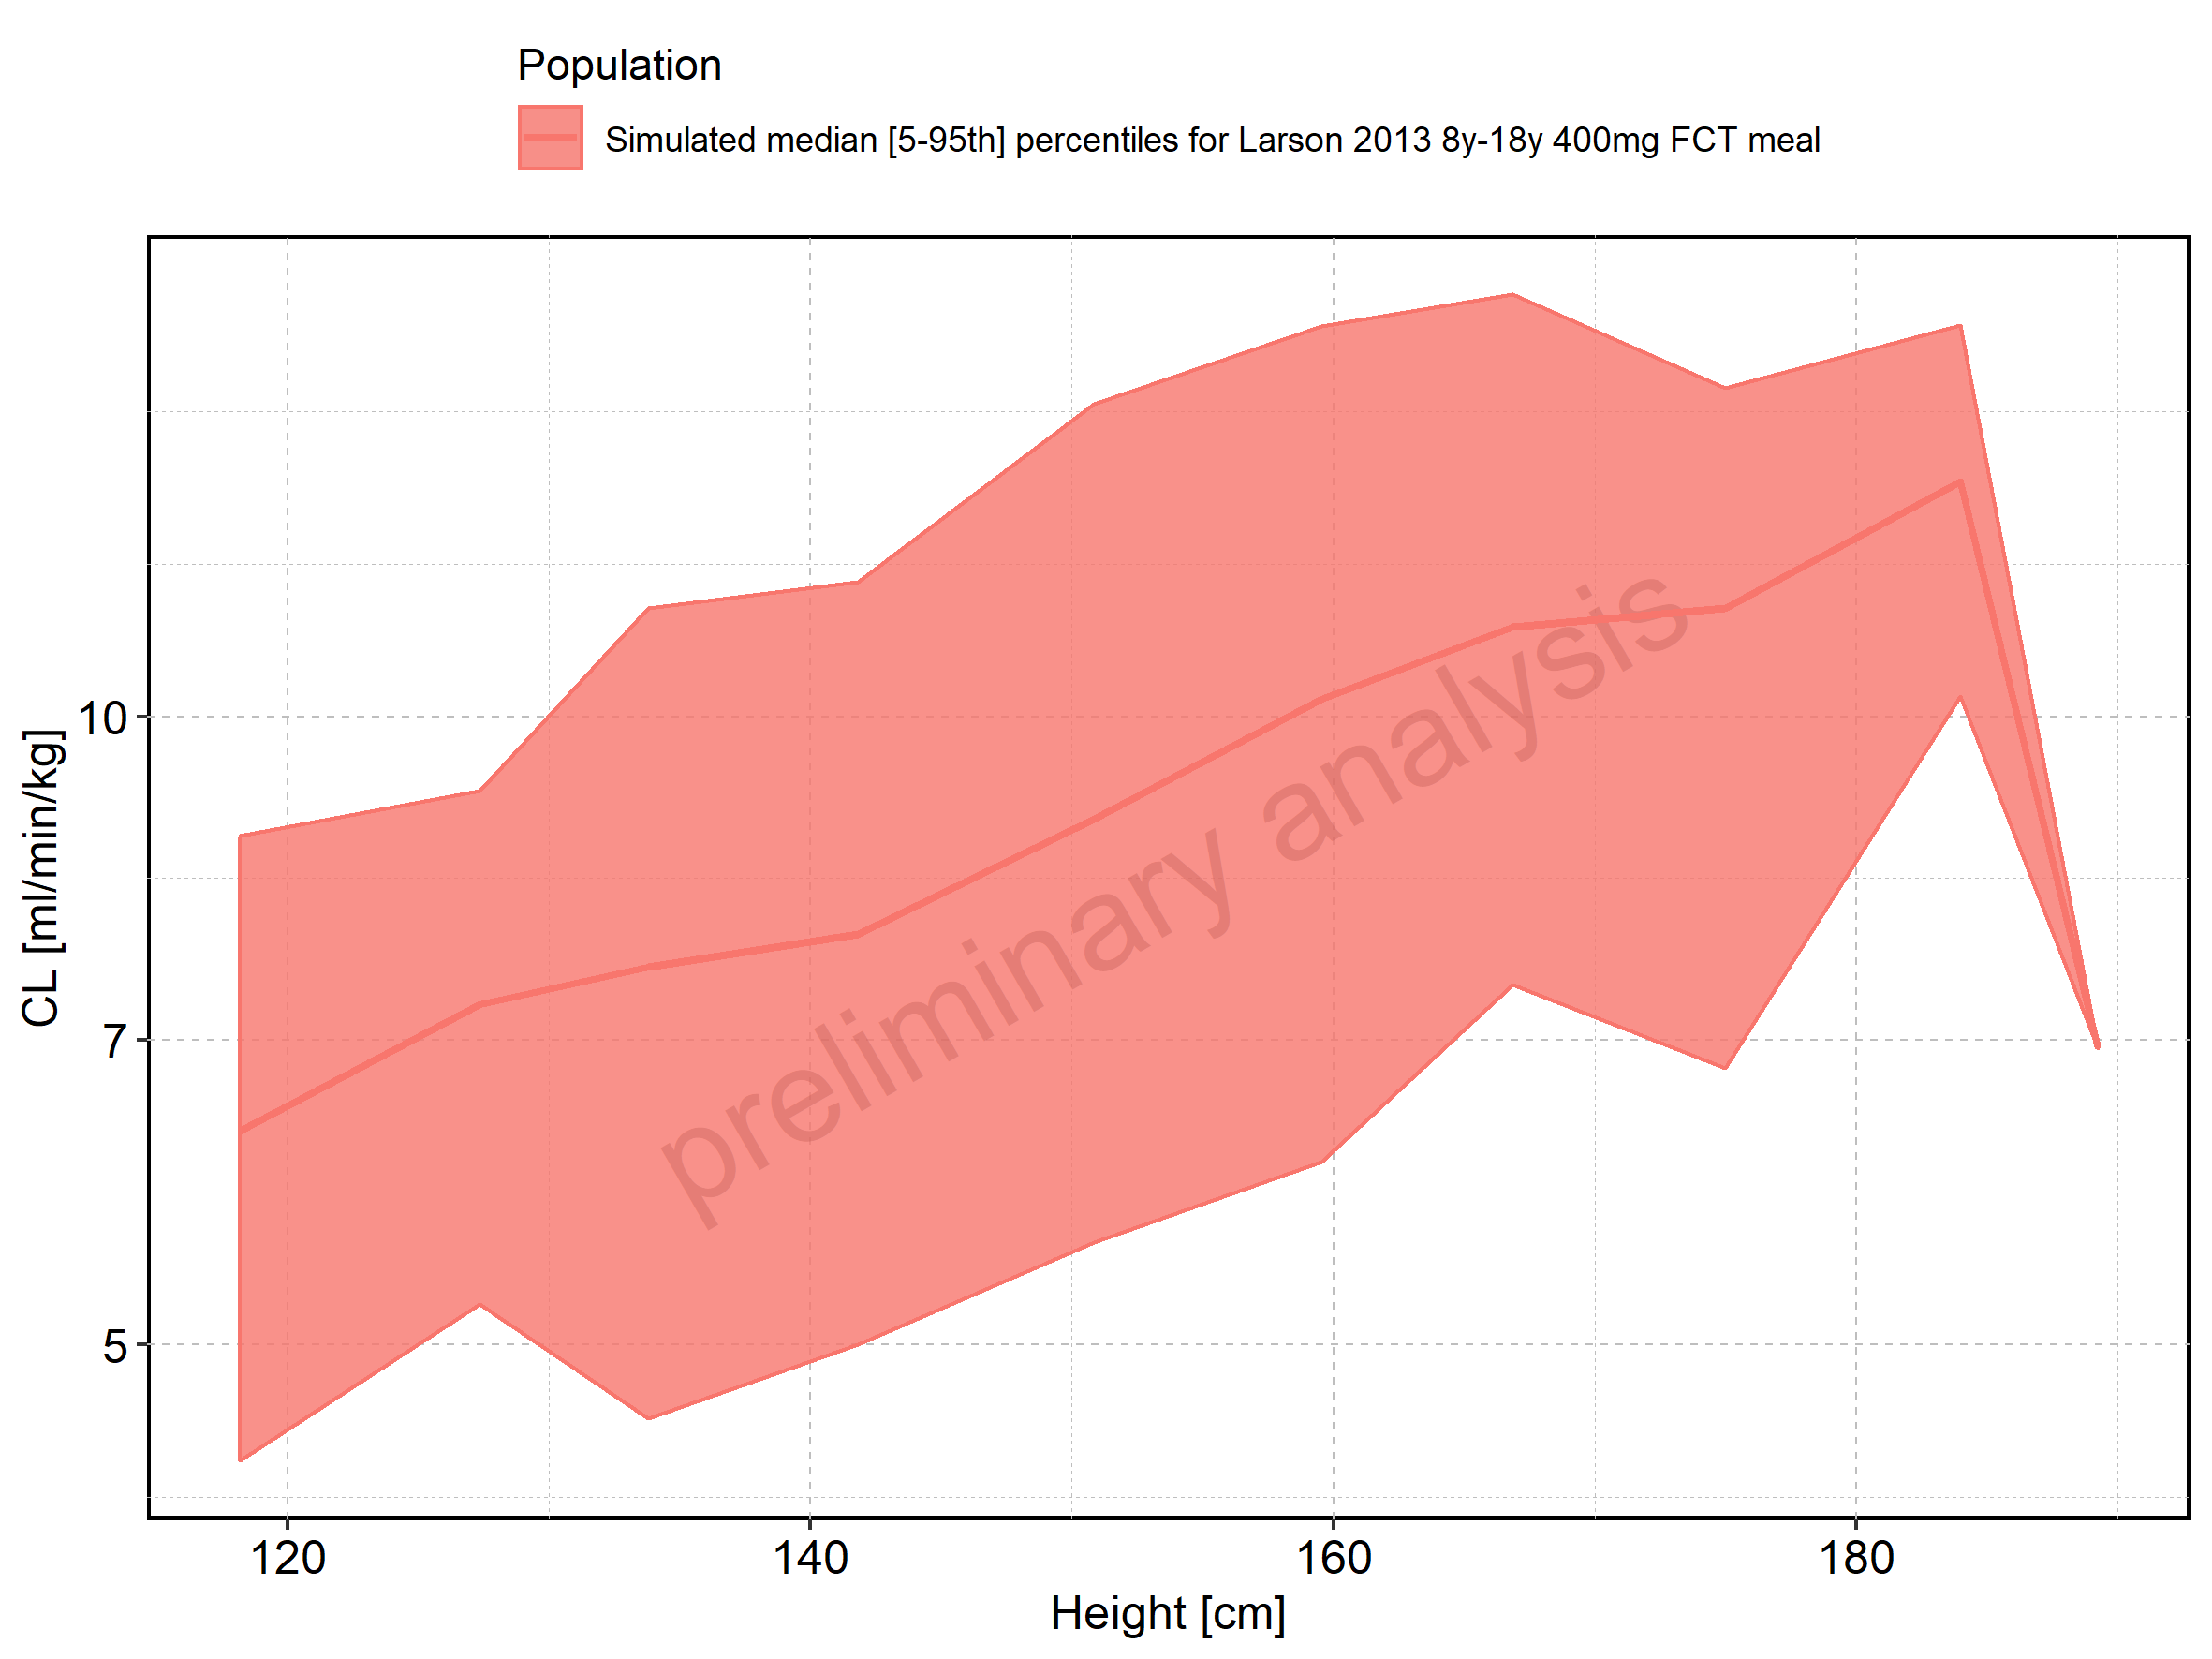 Population
Simulated median [5-95th] percentiles for Larson 2013 8y-18y 400mg FCT meal
10
7
5
CL [ml/min/kg]
preliminary analysis
120 140 160 180
Height [cm]